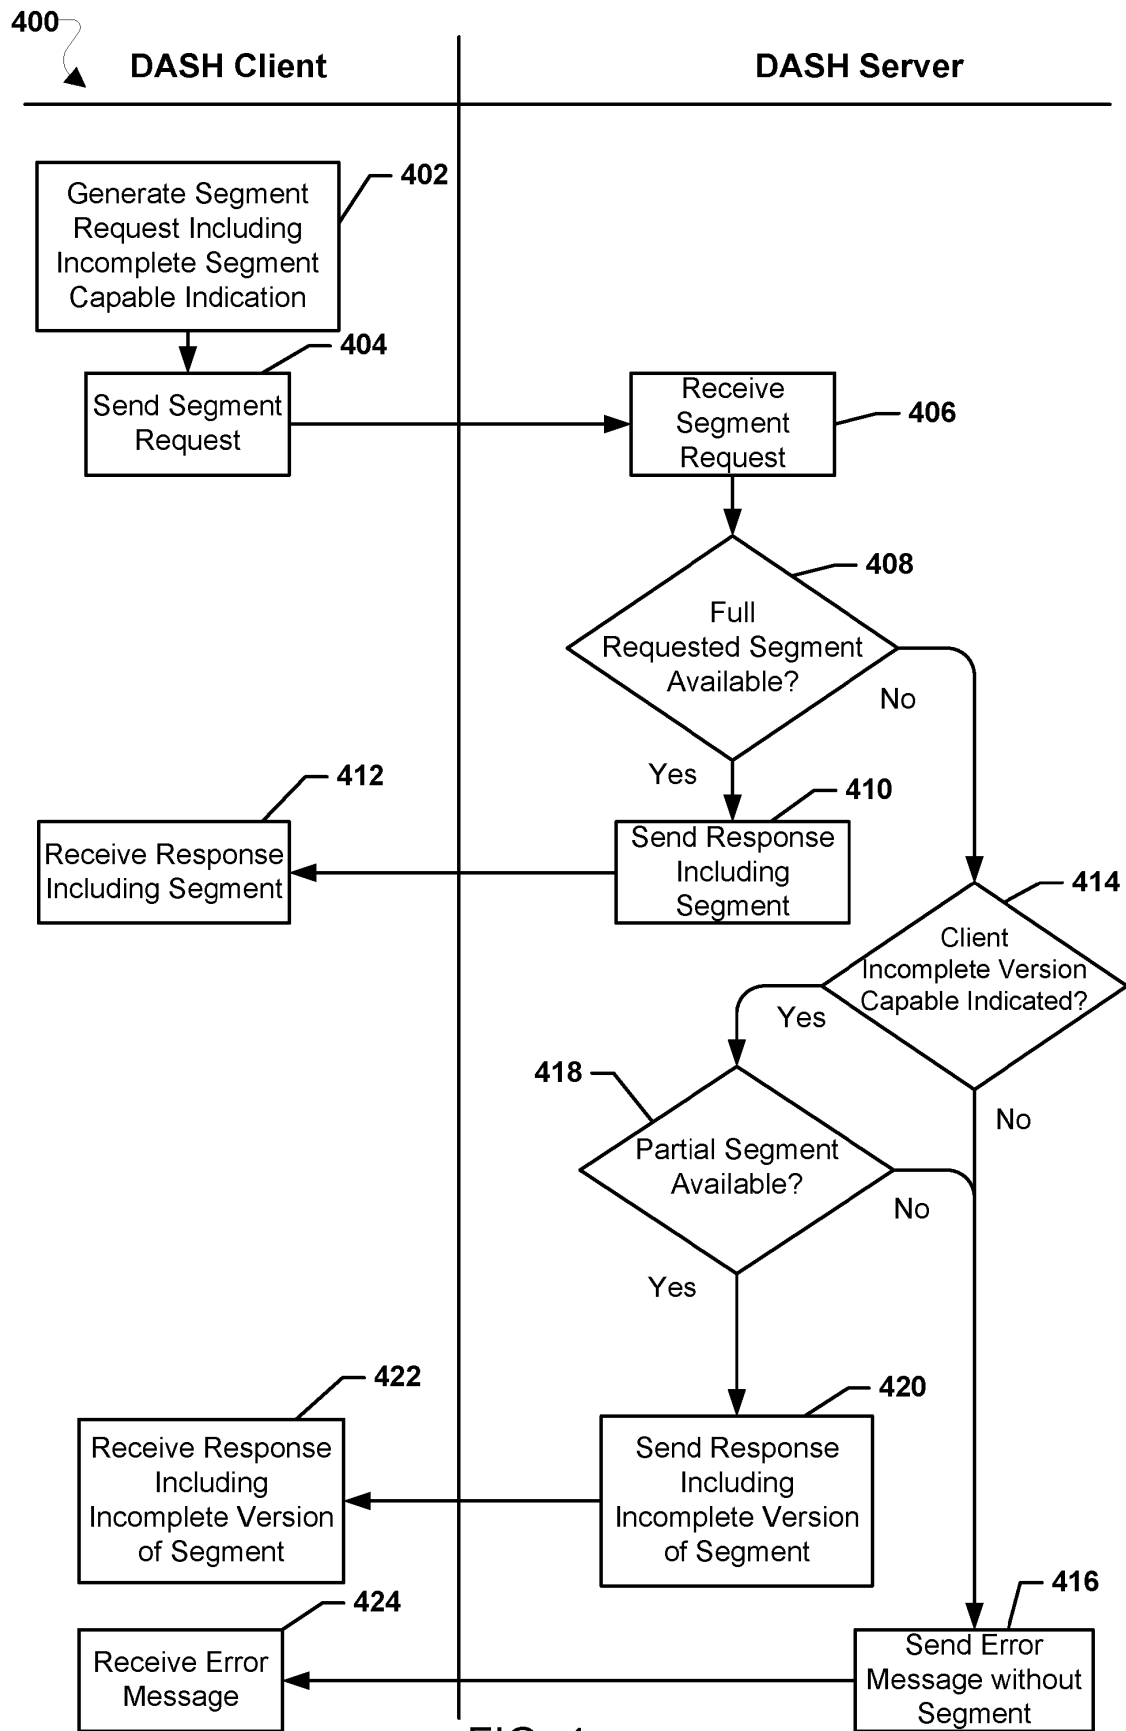 400
DASH Client
DASH Server
402
Generate Segment
Request Including
Incomplete Segment
Capable Indication
404
Send Segment
Request
Receive
Segment
Request
406
408
Full
Requested Segment
Available?
No
Yes
412
410
Receive Response
Including Segment
Send Response
Including
Segment
414
Client
Incomplete Version
Capable Indicated?
Yes
418
No
Partial Segment
Available?
No
Yes
422
420
Receive Response
Including
Incomplete Version
of Segment
Send Response
Including
Incomplete Version
of Segment
416
424
Receive Error
Message
Send Error
Message without
Segment